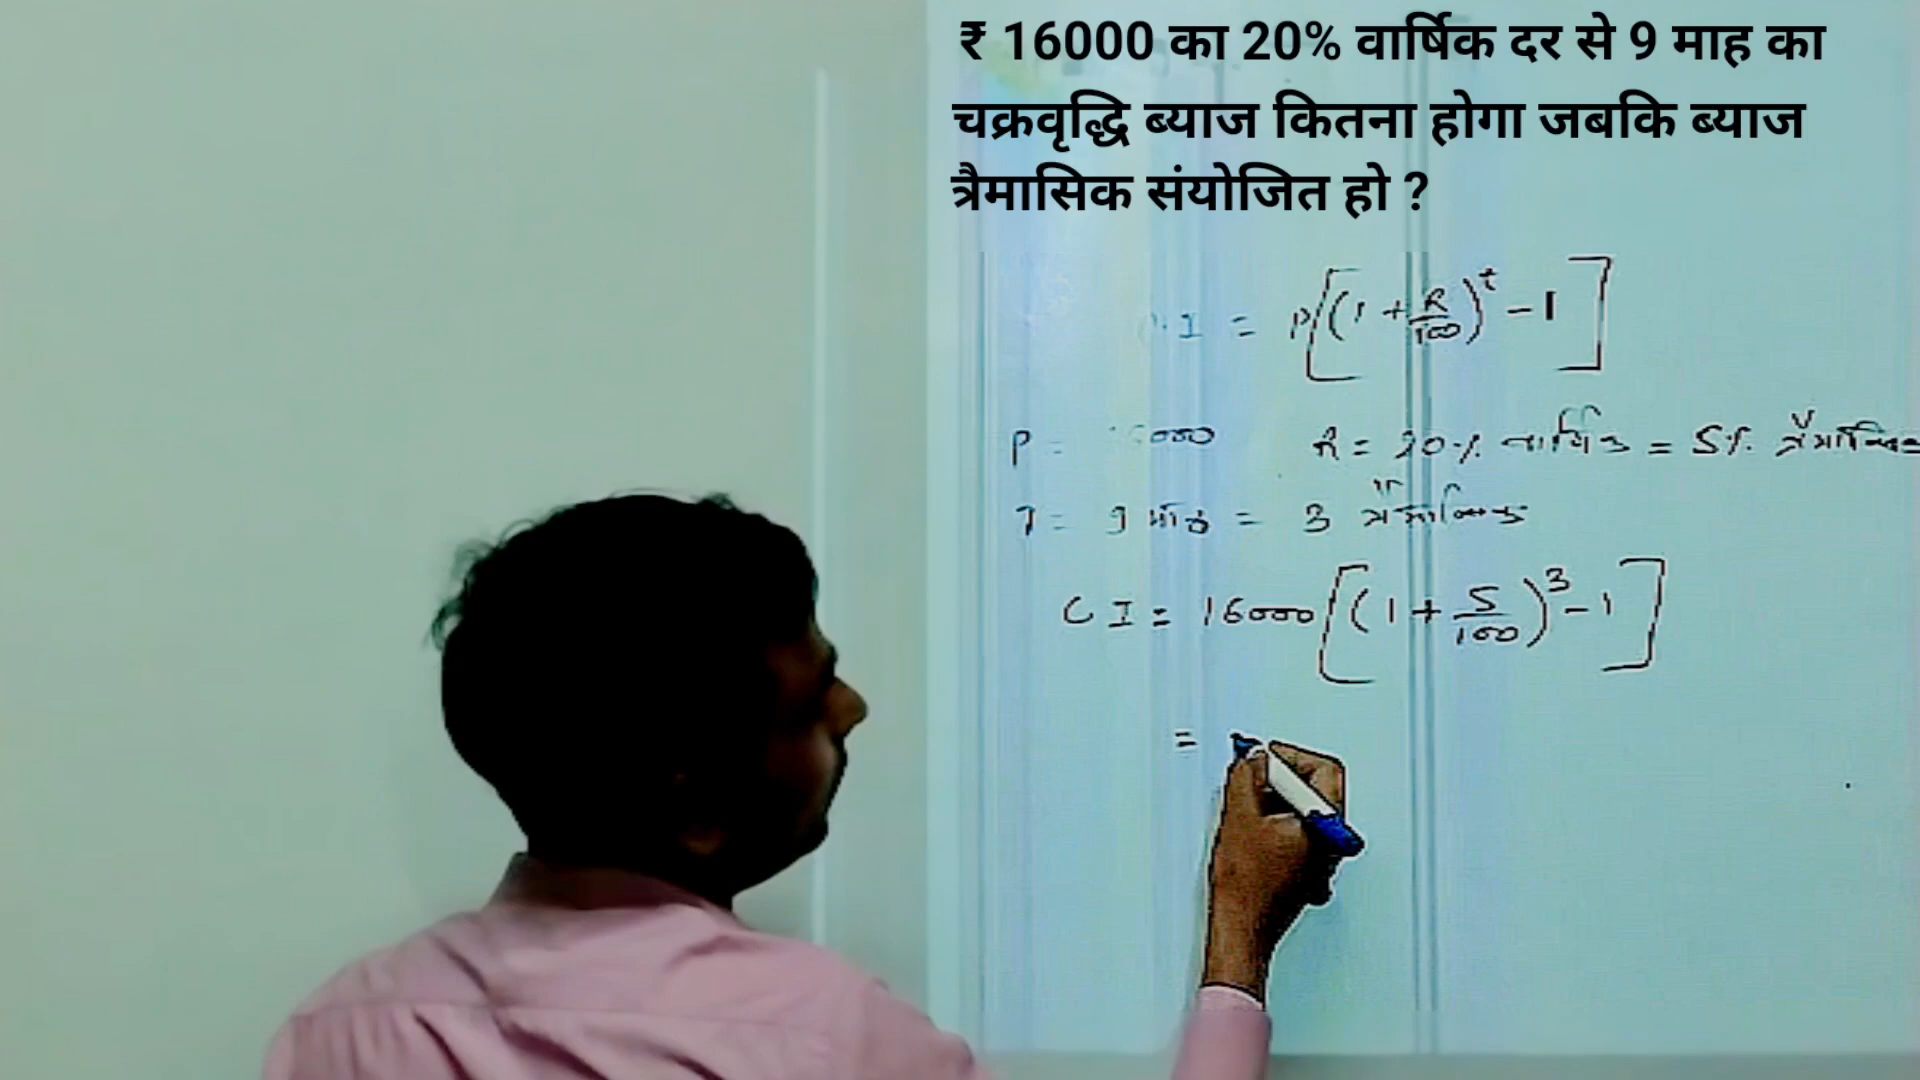 ₹ 16000 का 20% वार्षिक दर से 9 माह का
चक्रवृद्धि ब्याज कितना होगा जबकि ब्याज
त्रैमासिक संयोजित हो ?
I = P[(1 + R/100)^t - 1]
P = 000 R = 20% वार्षिक = 5% त्रैमासिक
T = 9 माह = 3 त्रैमासिक
CI = 16000[(1 + 5/100)^3 - 1]
=